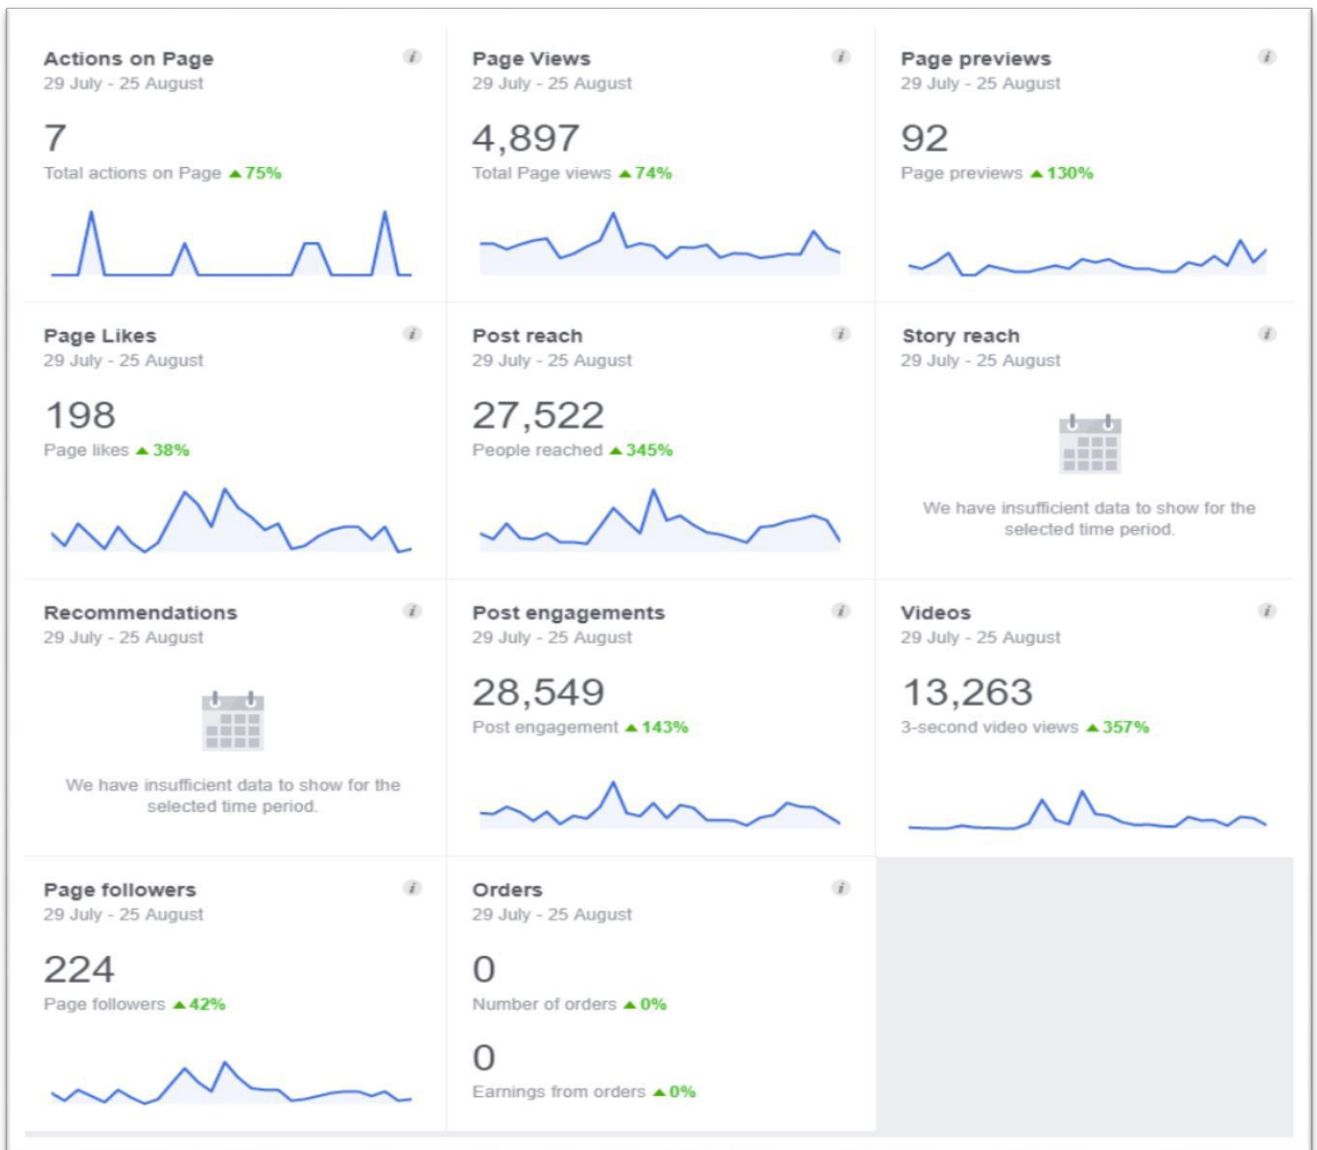 Actions on Page
29 July - 25 August
7
Total actions on Page ▲ 75%
Page Views
29 July - 25 August
4,897
Total Page views ▲ 74%
Page previews
29 July - 25 August
92
Page previews ▲ 130%
Page Likes
29 July - 25 August
198
Page likes ▲ 38%
Post reach
29 July - 25 August
27,522
People reached ▲ 345%
Story reach
29 July - 25 August
We have insufficient data to show for the
selected time period.
Recommendations
29 July - 25 August
We have insufficient data to show for the
selected time period.
Post engagements
29 July - 25 August
28,549
Post engagement ▲ 143%
Videos
29 July - 25 August
13,263
3-second video views ▲ 357%
Page followers
29 July - 25 August
224
Page followers ▲ 42%
Orders
29 July - 25 August
0
Number of orders ▲ 0%
0
Earnings from orders ▲ 0%